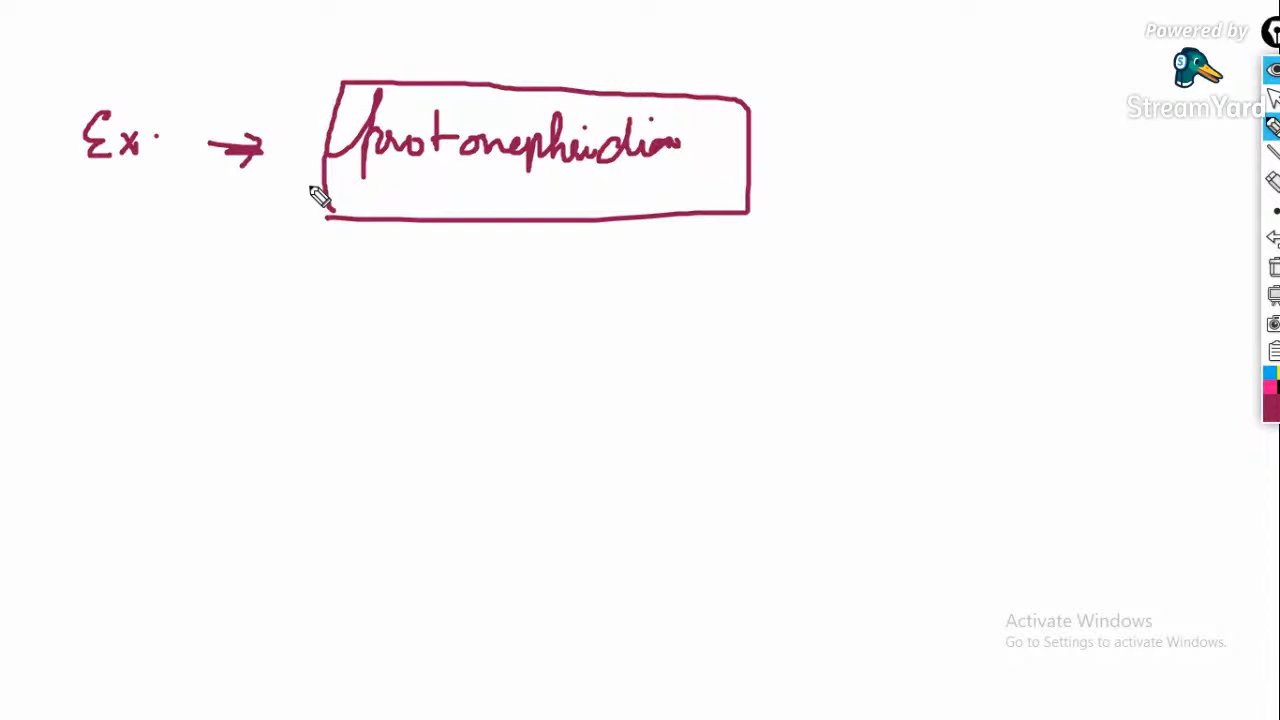 Powered by
StreamYard
Ex. → protonephridia
Activate Windows
Go to Settings to activate Windows.